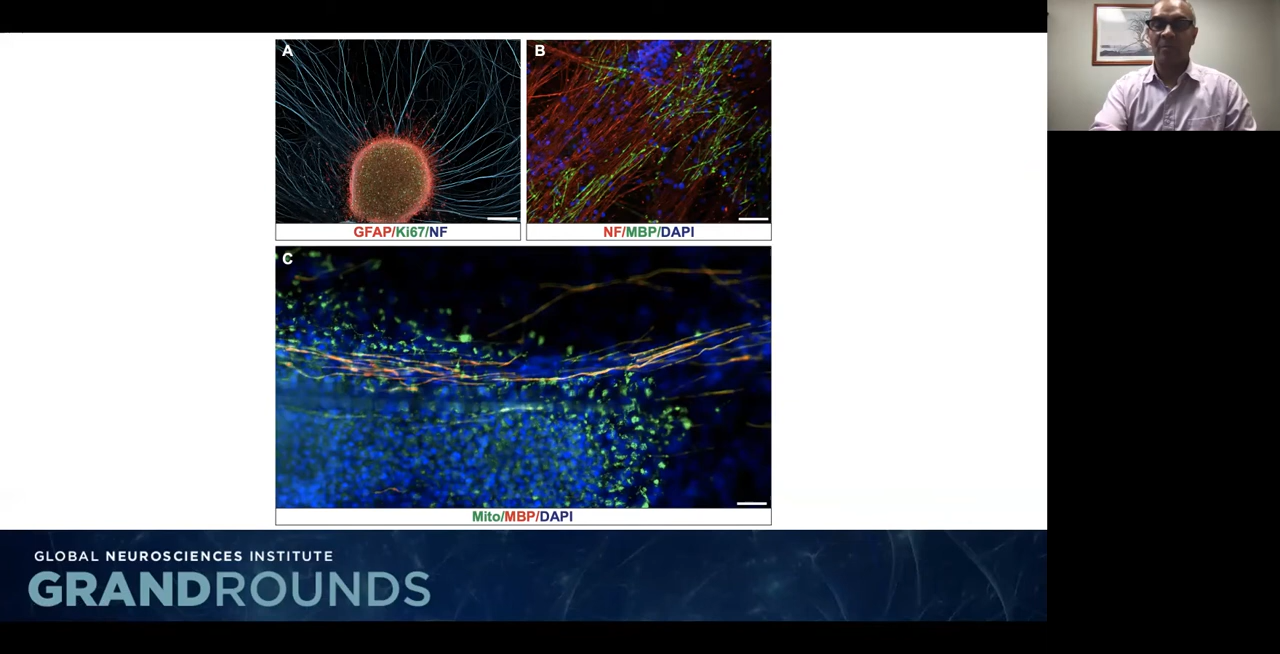 A
B
GFAP/Ki67/NF
NF/MBP/DAPI
C
Mito/MBP/DAPI
GLOBAL NEUROSCIENCES INSTITUTE
GRANDROUNDS